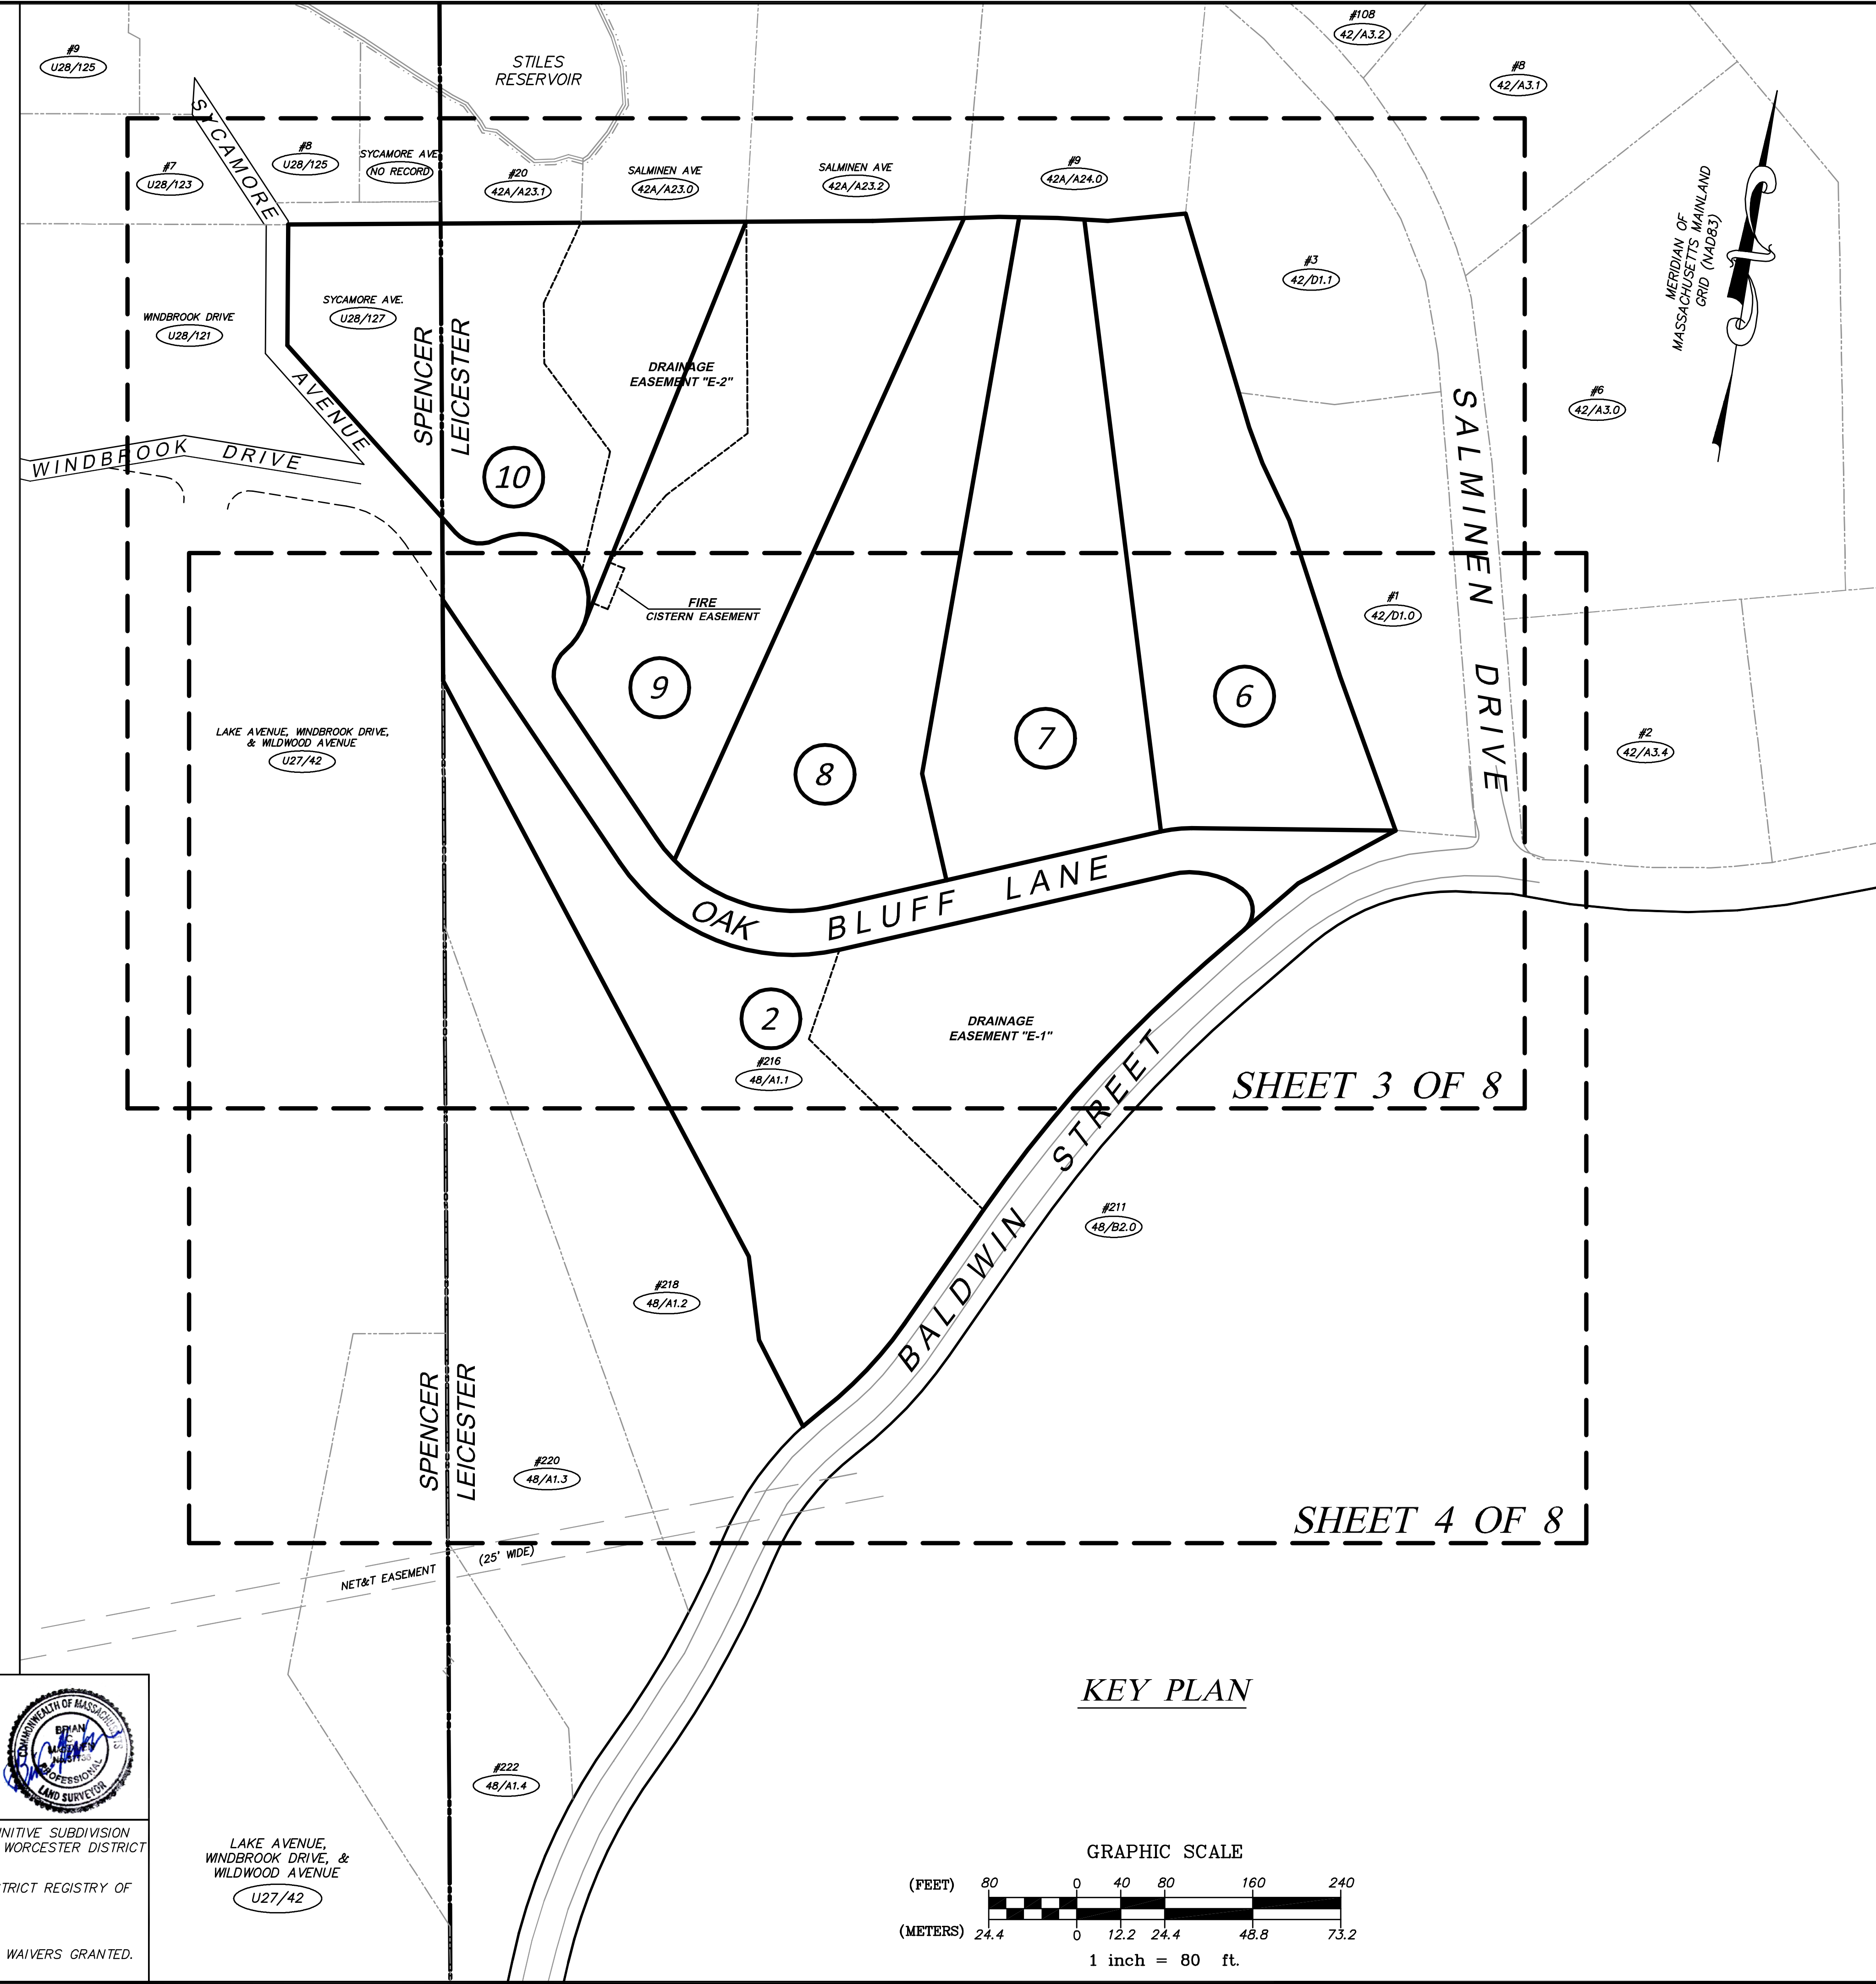 #9
U28/125
STILES
RESERVOIR
#108
42/A3.2
#8
42/A3.1
SYCAMORE
AVENUE
#7
U28/123
#8
U28/125
SYCAMORE AVE
NO RECORD
#20
42A/A23.1
SALMINEN AVE
42A/A23.0
SALMINEN AVE
42A/A23.2
#9
42A/A24.0
MERIDIAN OF
MASSACHUSETTS MAINLAND
GRID (NAD83)
#3
42/D1.1
WINDBROOK DRIVE
U28/121
SYCAMORE AVE.
U28/127
SPENCER
LEICESTER
DRAINAGE
EASEMENT "E-2"
#6
42/A3.0
WINDBROOK DRIVE
10
SALMINEN DRIVE
FIRE
CISTERN EASEMENT
#1
42/D1.0
9
8
7
6
LAKE AVENUE, WINDBROOK DRIVE,
& WILDWOOD AVENUE
U27/42
#2
42/A3.4
OAK BLUFF LANE
2
#216
48/A1.1
DRAINAGE
EASEMENT "E-1"
SHEET 3 OF 8
BALDWIN STREET
#211
48/B2.0
#218
48/A1.2
SPENCER
LEICESTER
#220
48/A1.3
SHEET 4 OF 8
NET&T EASEMENT (25' WIDE)
KEY PLAN
COMMONWEALTH OF MASSACHUSETTS
BRIAN
PROFESSIONAL
LAND SURVEYOR
#222
48/A1.4
NITIVE SUBDIVISION
WORCESTER DISTRICT
TRICT REGISTRY OF
WAIVERS GRANTED.
LAKE AVENUE,
WINDBROOK DRIVE, &
WILDWOOD AVENUE
U27/42
GRAPHIC SCALE
(FEET) 80 0 40 80 160 240
(METERS) 24.4 0 12.2 24.4 48.8 73.2
1 inch = 80 ft.